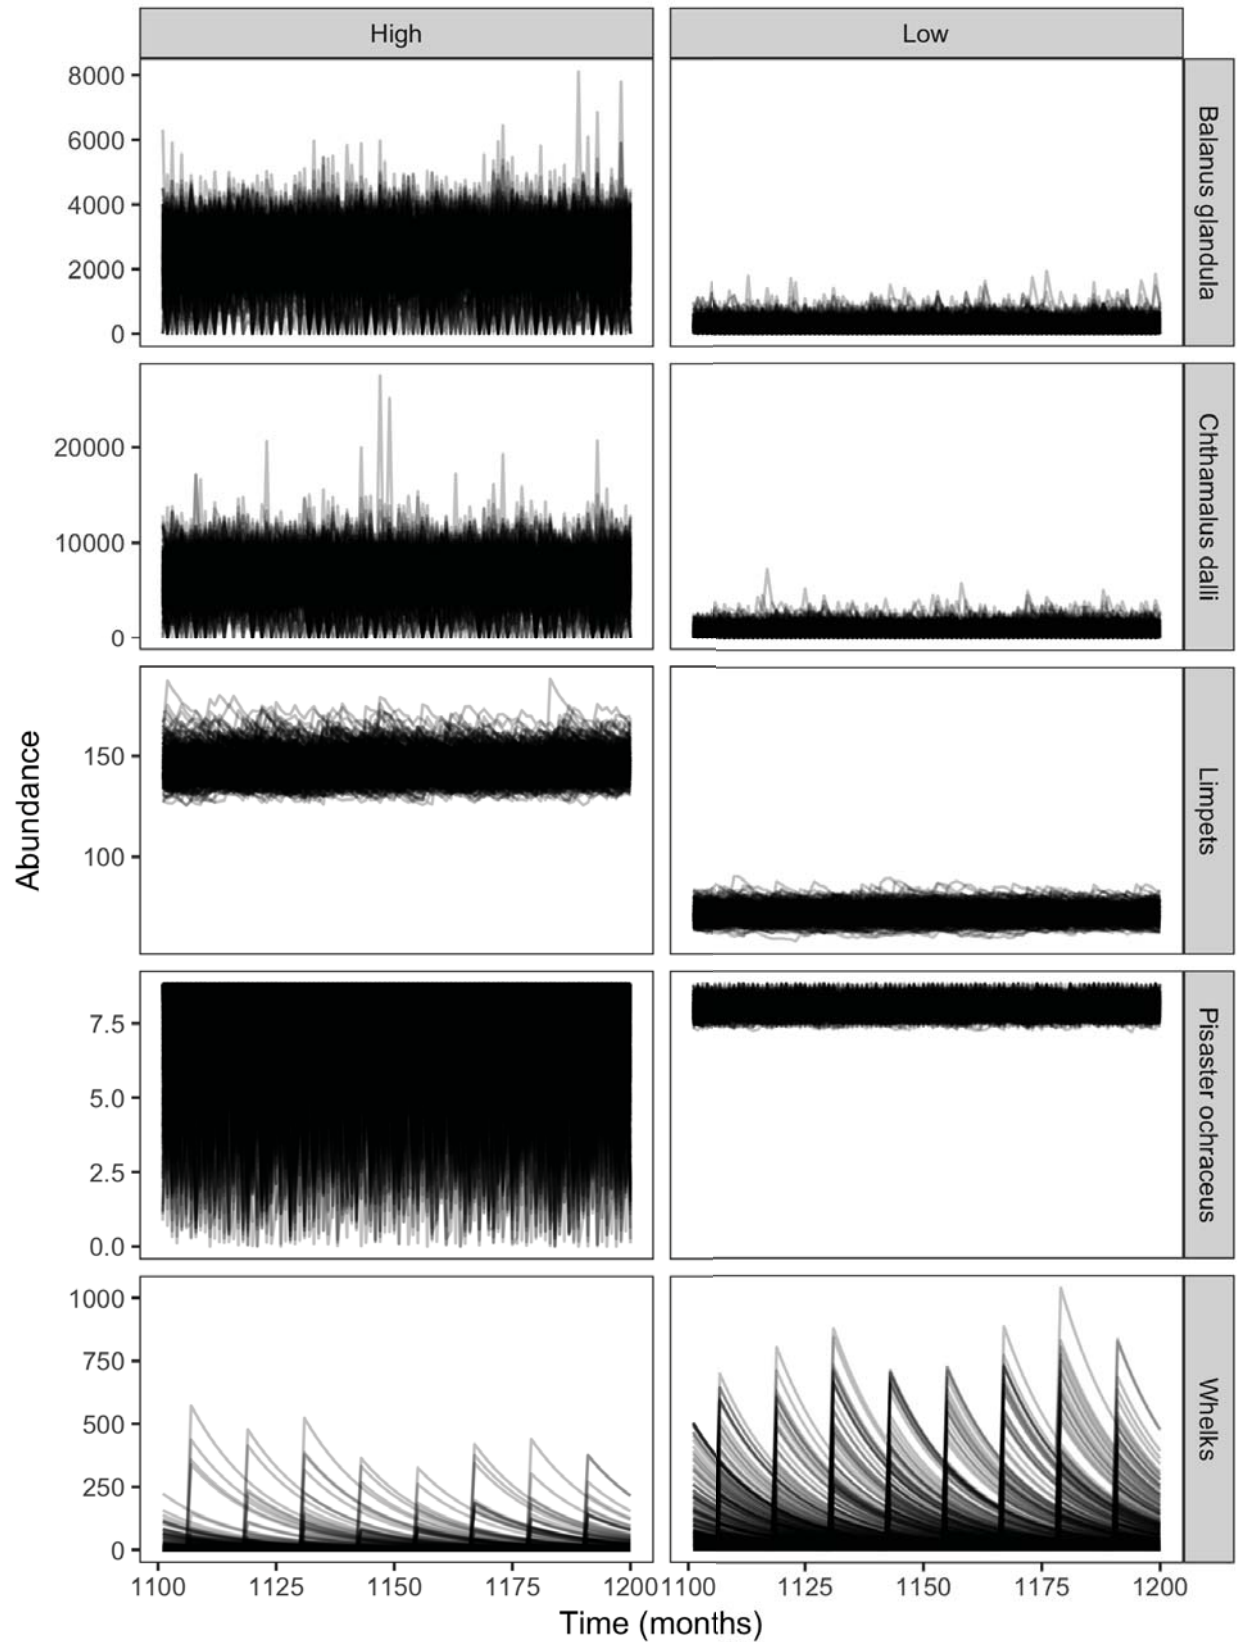 High
Low
8000
6000
4000
2000
0
Balanus glandula
20000
10000
0
Chthamalus dalli
150
100
Limpets
7.5
5.0
2.5
0.0
Pisaster ochraceus
1000
750
500
250
0
Whelks
Abundance
1100 1125 1150 1175 1200 1100 1125 1150 1175 1200
Time (months)